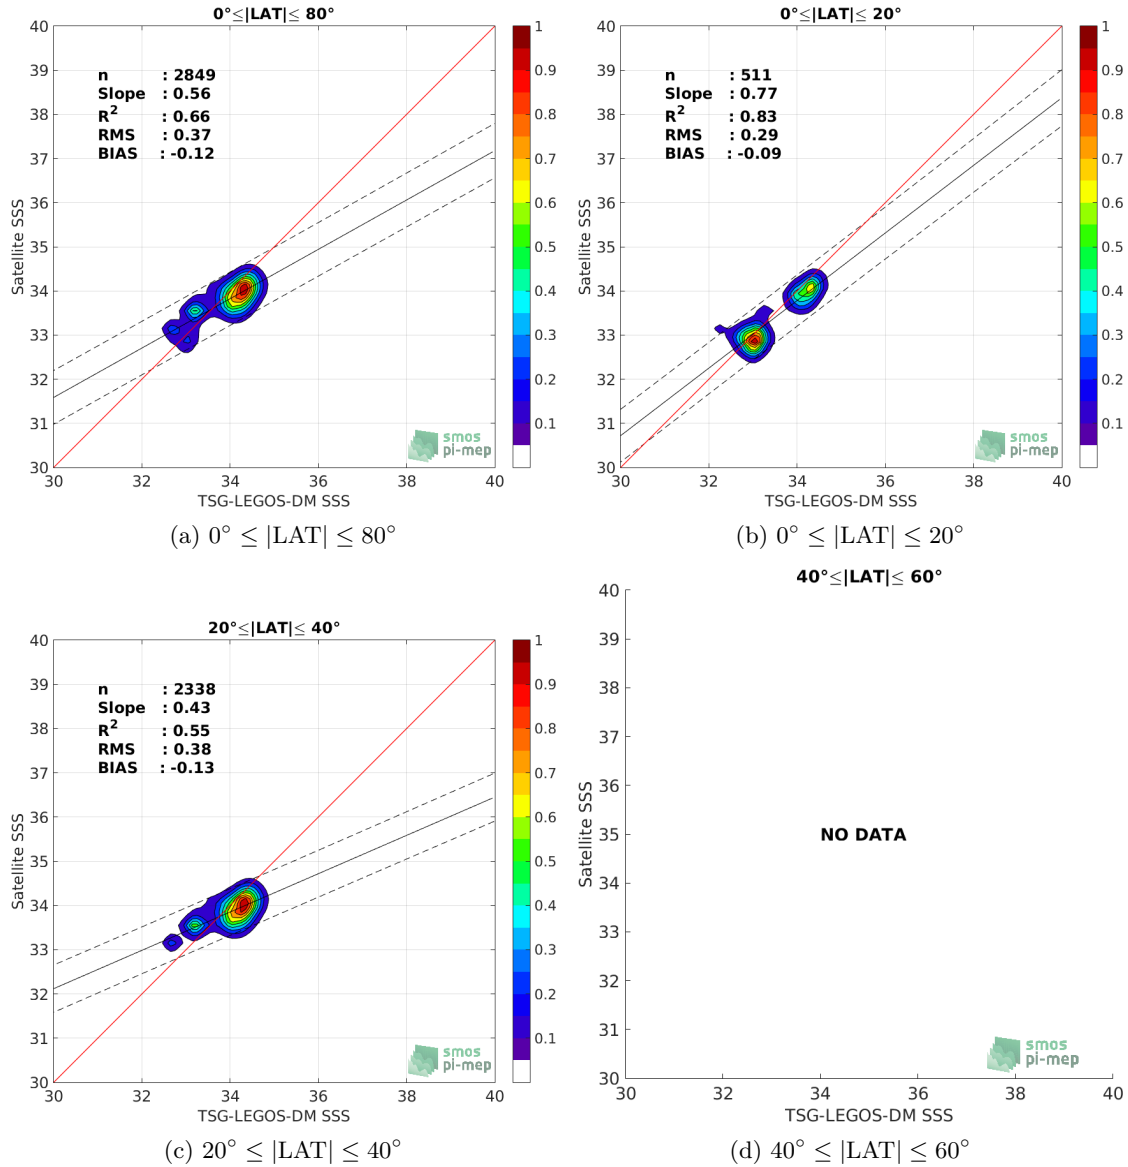 0°≤|LAT|≤ 80°
n : 2849
Slope : 0.56
R² : 0.66
RMS : 0.37
BIAS : -0.12
40
39
38
37
36
35
34
33
32
31
30
Satellite SSS
30 32 34 36 38 40
TSG-LEGOS-DM SSS
1
0.9
0.8
0.7
0.6
0.5
0.4
0.3
0.2
0.1
smos
pi-mep
(a) 0° ≤ |LAT| ≤ 80°
0°≤|LAT|≤ 20°
n : 511
Slope : 0.77
R² : 0.83
RMS : 0.29
BIAS : -0.09
40
39
38
37
36
35
34
33
32
31
30
Satellite SSS
30 32 34 36 38 40
TSG-LEGOS-DM SSS
1
0.9
0.8
0.7
0.6
0.5
0.4
0.3
0.2
0.1
smos
pi-mep
(b) 0° ≤ |LAT| ≤ 20°
20°≤|LAT|≤ 40°
n : 2338
Slope : 0.43
R² : 0.55
RMS : 0.38
BIAS : -0.13
40
39
38
37
36
35
34
33
32
31
30
Satellite SSS
30 32 34 36 38 40
TSG-LEGOS-DM SSS
1
0.9
0.8
0.7
0.6
0.5
0.4
0.3
0.2
0.1
smos
pi-mep
(c) 20° ≤ |LAT| ≤ 40°
40°≤|LAT|≤ 60°
40
39
38
37
36
35
34
33
32
31
30
Satellite SSS
NO DATA
30 32 34 36 38 40
TSG-LEGOS-DM SSS
smos
pi-mep
(d) 40° ≤ |LAT| ≤ 60°